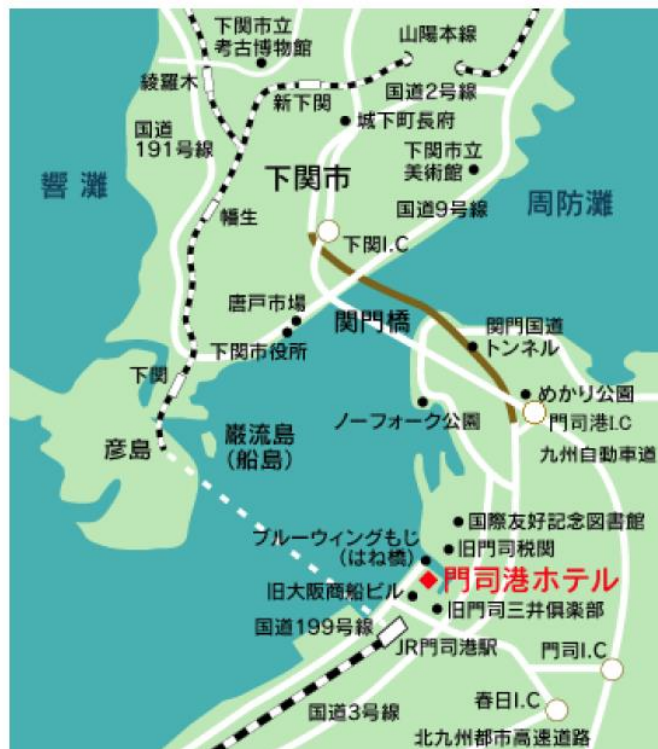 下関市立
考古博物館
山陽本線
綾羅木
新下関
国道2号線
国道
191号線
城下町長府
下関市立
美術館
響灘
下関市
周防灘
幡生
国道9号線
下関I.C
唐戸市場
関門橋
関門国道
トンネル
下関市役所
下関
めかり公園
ノーフォーク公園
門司港I.C
彦島
巌流島
(船島)
九州自動車道
国際友好記念図書館
ブルーウィングもじ
(はね橋)
旧門司税関
門司港ホテル
旧大阪商船ビル
旧門司三井倶楽部
国道199号線
JR門司港駅
門司I.C
春日I.C
国道3号線
北九州都市高速道路